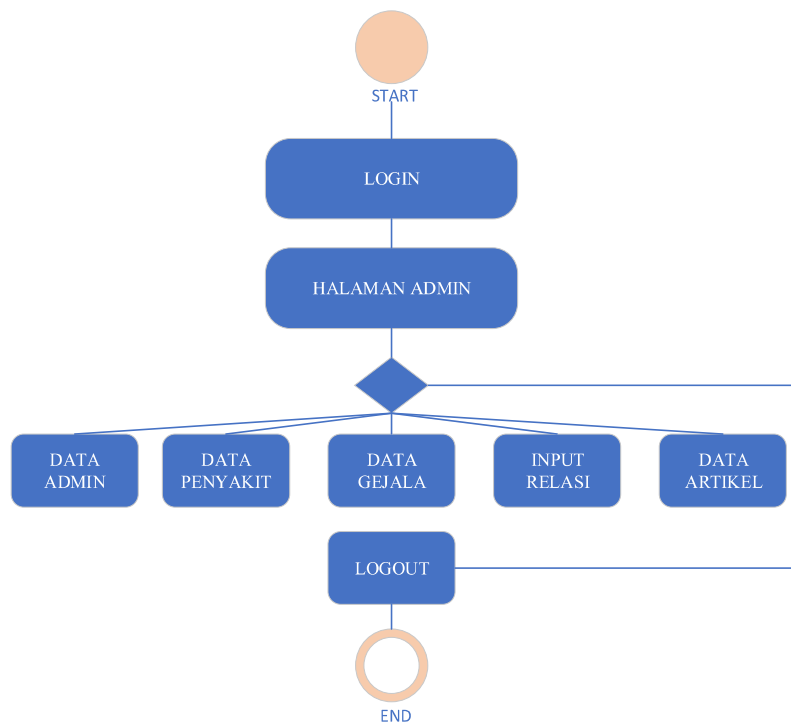 START
LOGIN
HALAMAN ADMIN
DATA
ADMIN
DATA
PENYAKIT
DATA
GEJALA
INPUT
RELASI
DATA
ARTIKEL
LOGOUT
END